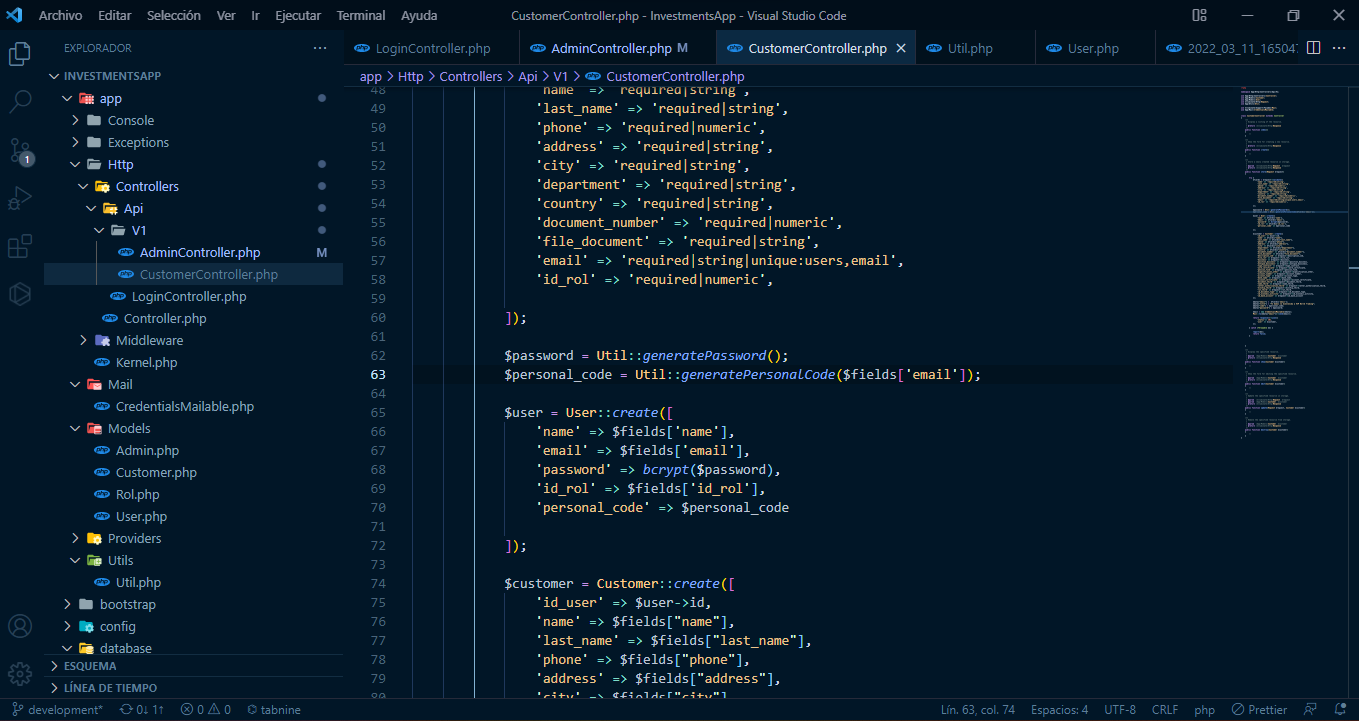 Archivo Editar Selección Ver Ir Ejecutar Terminal Ayuda
CustomerController.php - InvestmentsApp - Visual Studio Code
EXPLORADOR
INVESTMENTSAPP
app
Console
Exceptions
Http
Controllers
Api
V1
AdminController.php M
CustomerController.php
LoginController.php
Controller.php
Middleware
Kernel.php
Mail
CredentialsMailable.php
Models
Admin.php
Customer.php
Rol.php
User.php
Providers
Utils
Util.php
bootstrap
config
database
ESQUEMA
LÍNEA DE TIEMPO
1
LoginController.php AdminController.php M CustomerController.php Util.php User.php 2022_03_11_16504
app > Http > Controllers > Api > V1 > CustomerController.php
48 'name' => 'required|string',
49 'last_name' => 'required|string',
50 'phone' => 'required|numeric',
51 'address' => 'required|string',
52 'city' => 'required|string',
53 'department' => 'required|string',
54 'country' => 'required|string',
55 'document_number' => 'required|numeric',
56 'file_document' => 'required|string',
57 'email' => 'required|string|unique:users,email',
58 'id_rol' => 'required|numeric',
59
60 ]);
61
62 $password = Util::generatePassword();
63 $personal_code = Util::generatePersonalCode($fields['email']);
64
65 $user = User::create([
66 'name' => $fields['name'],
67 'email' => $fields['email'],
68 'password' => bcrypt($password),
69 'id_rol' => $fields['id_rol'],
70 'personal_code' => $personal_code
71
72 ]);
73
74 $customer = Customer::create([
75 'id_user' => $user->id,
76 'name' => $fields["name"],
77 'last_name' => $fields["last_name"],
78 'phone' => $fields["phone"],
79 'address' => $fields["address"],
80 'city' => $fields["city"]
development* 0↓ 1↑ 0 0 tabnine
Lín. 63, col. 74 Espacios: 4 UTF-8 CRLF php Prettier